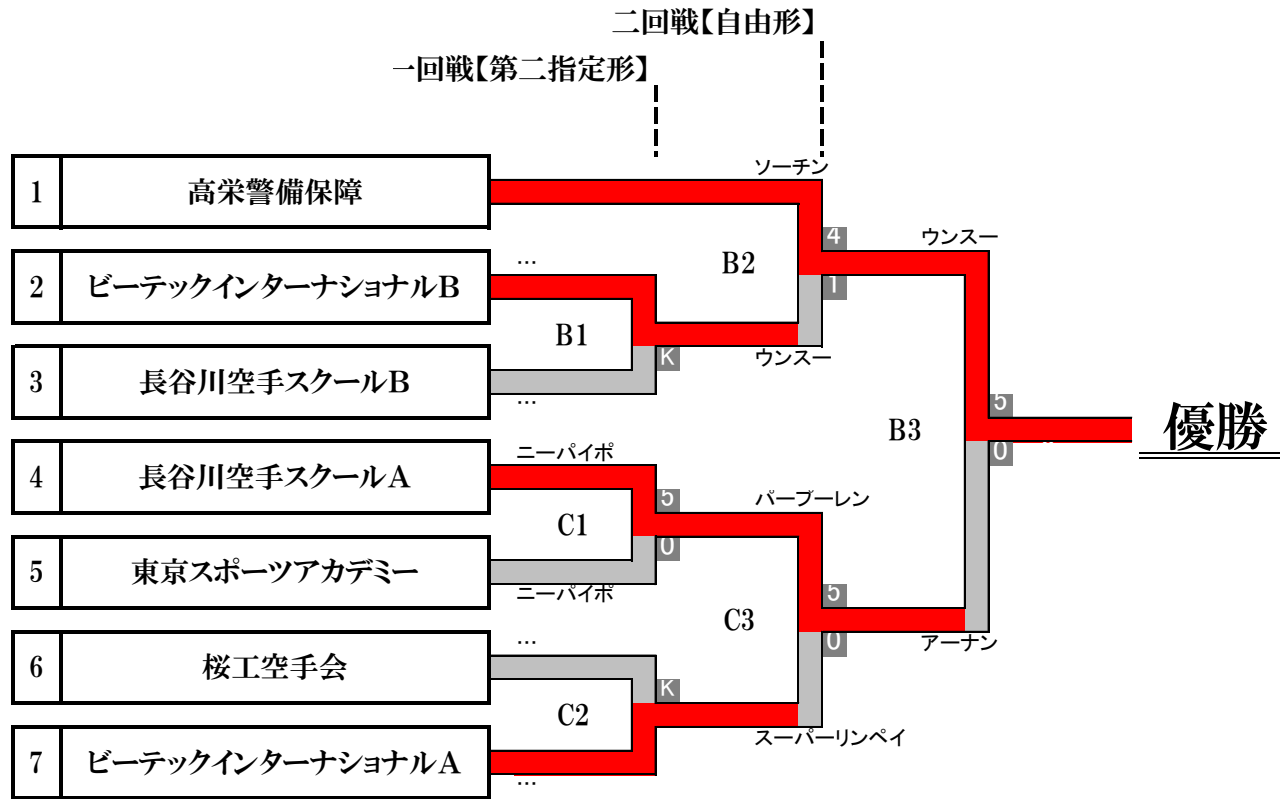 二回戦【自由形】
一回戦【第二指定形】
1 高栄警備保障
2 ビーテックインターナショナルB
3 長谷川空手スクールB
4 長谷川空手スクールA
5 東京スポーツアカデミー
6 桜工空手会
7 ビーテックインターナショナルA
…
B1
K
…
ニーパイポ
5
C1
0
ニーパイポ
…
K
C2
…
ソーチン
4
B2
1
ウンスー
パープーレン
5
C3
0
スーパーリンペイ
ウンスー
5
B3
0
アーナン
優勝